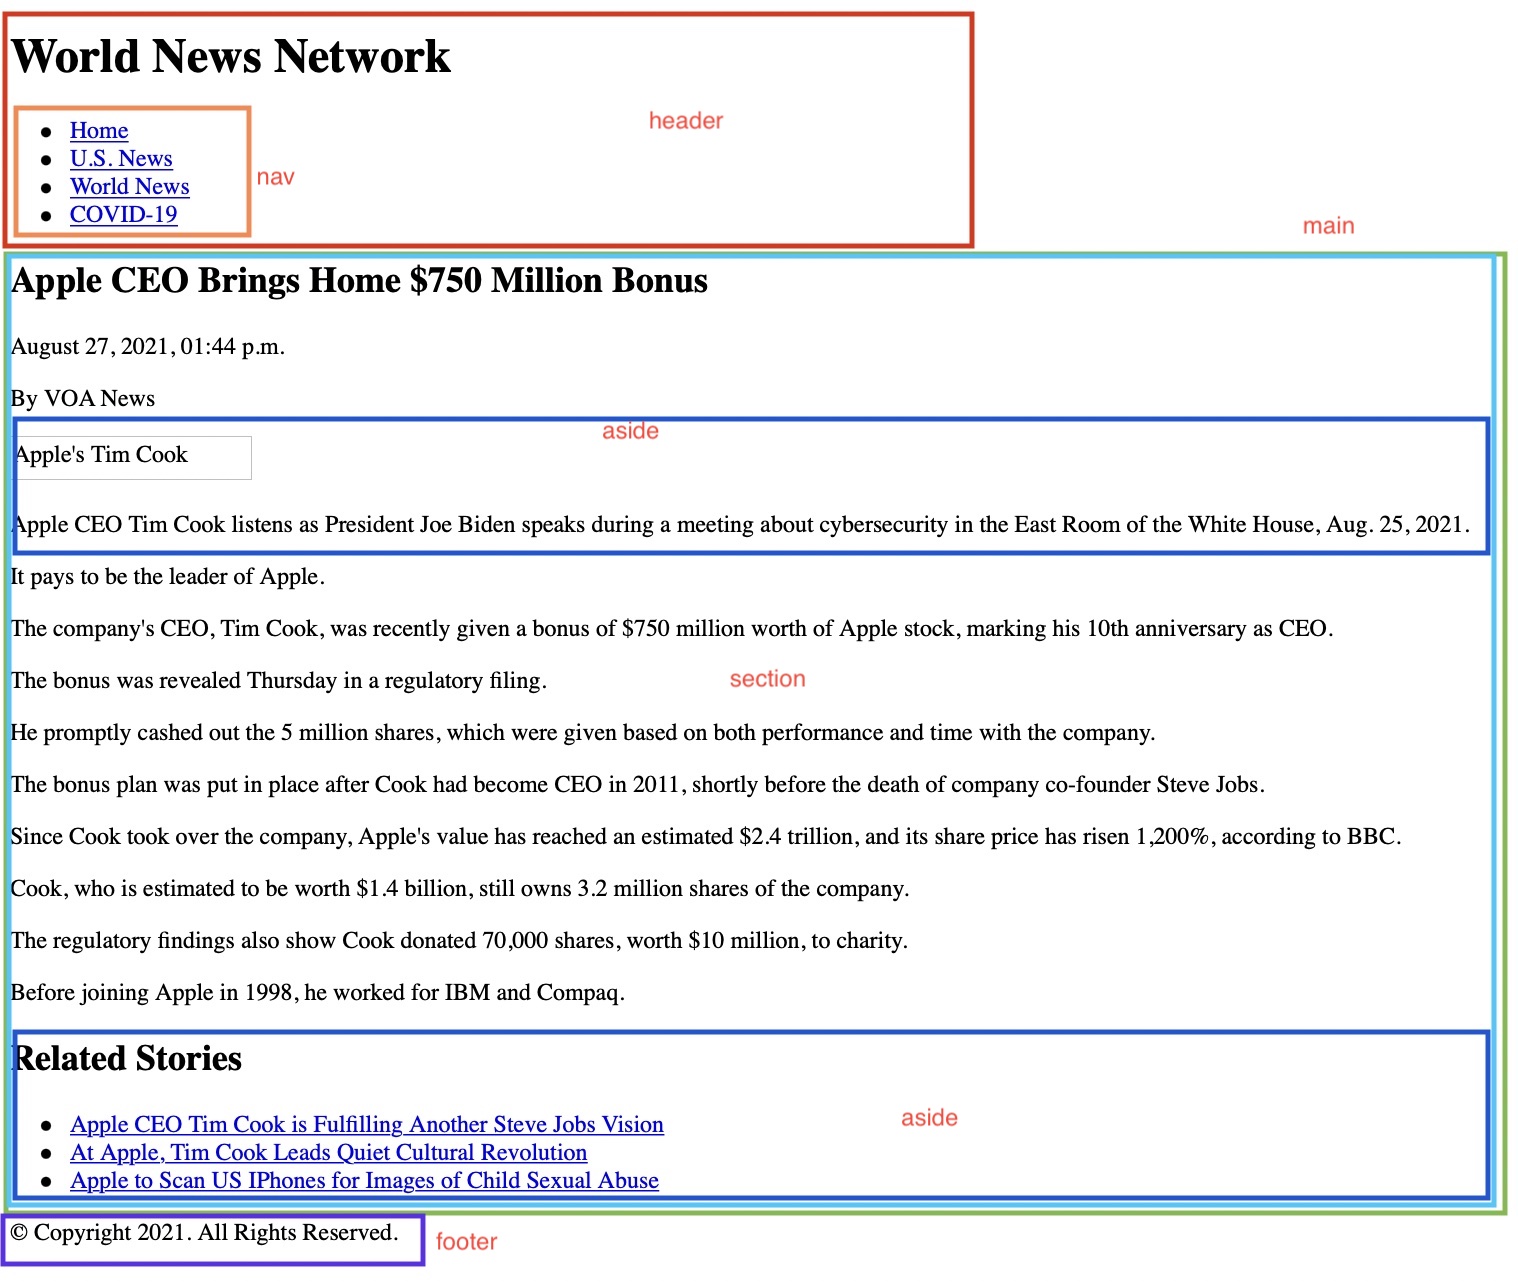 World News Network
header
Home
U.S. News
nav
World News
COVID-19
main
Apple CEO Brings Home $750 Million Bonus
August 27, 2021, 01:44 p.m.
By VOA News
aside
Apple's Tim Cook
Apple CEO Tim Cook listens as President Joe Biden speaks during a meeting about cybersecurity in the East Room of the White House, Aug. 25, 2021.
It pays to be the leader of Apple.
The company's CEO, Tim Cook, was recently given a bonus of $750 million worth of Apple stock, marking his 10th anniversary as CEO.
The bonus was revealed Thursday in a regulatory filing.
section
He promptly cashed out the 5 million shares, which were given based on both performance and time with the company.
The bonus plan was put in place after Cook had become CEO in 2011, shortly before the death of company co-founder Steve Jobs.
Since Cook took over the company, Apple's value has reached an estimated $2.4 trillion, and its share price has risen 1,200%, according to BBC.
Cook, who is estimated to be worth $1.4 billion, still owns 3.2 million shares of the company.
The regulatory findings also show Cook donated 70,000 shares, worth $10 million, to charity.
Before joining Apple in 1998, he worked for IBM and Compaq.
Related Stories
Apple CEO Tim Cook is Fulfilling Another Steve Jobs Vision
aside
At Apple, Tim Cook Leads Quiet Cultural Revolution
Apple to Scan US IPhones for Images of Child Sexual Abuse
© Copyright 2021. All Rights Reserved.
footer